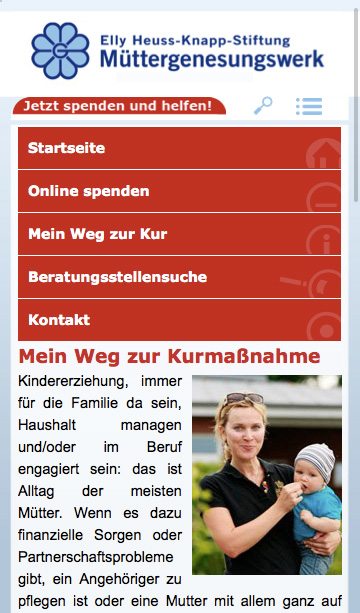 Elly Heuss-Knapp-Stiftung
Müttergenesungswerk
Jetzt spenden und helfen!
Startseite
Online spenden
Mein Weg zur Kur
Beratungsstellensuche
Kontakt
Mein Weg zur Kurmaßnahme
Kindererziehung, immer
für die Familie da sein,
Haushalt managen
und/oder im Beruf
engagiert sein: das ist
Alltag der meisten
Mütter. Wenn es dazu
finanzielle Sorgen oder
Partnerschaftsprobleme
gibt, ein Angehöriger zu
pflegen ist oder eine Mutter mit allem ganz auf